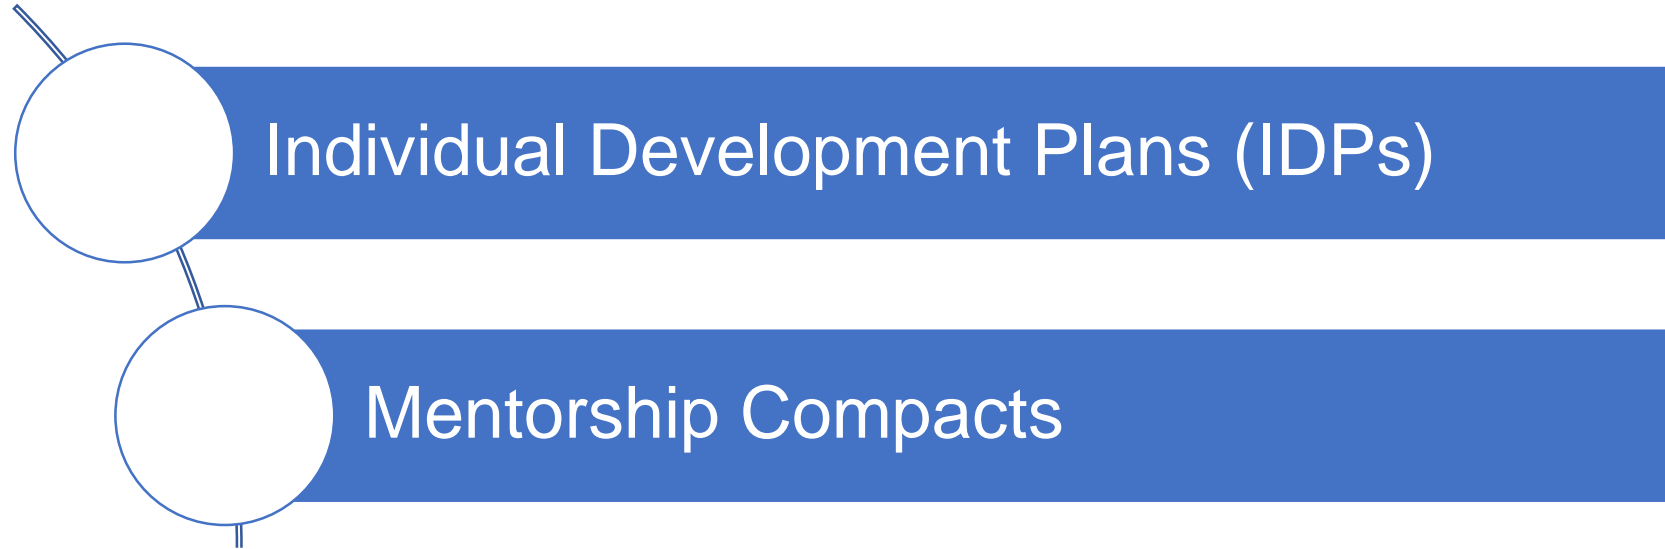 Individual Development Plans (IDPs)
Mentorship Compacts